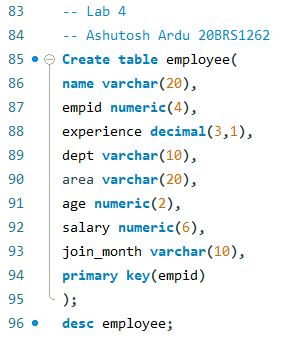 83 -- Lab 4
84 -- Ashutosh Ardu 20BRS1262
85 Create table employee(
86 name varchar(20),
87 empid numeric(4),
88 experience decimal(3,1),
89 dept varchar(10),
90 area varchar(20),
91 age numeric(2),
92 salary numeric(6),
93 join_month varchar(10),
94 primary key(empid)
95 );
96 desc employee;